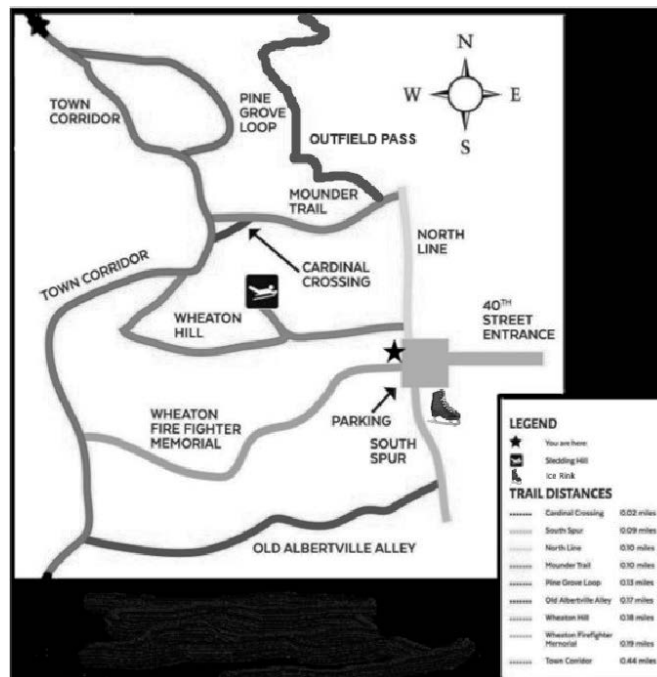 N
W
E
S
TOWN
CORRIDOR
PINE
GROVE
LOOP
OUTFIELD PASS
MOUNDER
TRAIL
NORTH
LINE
CARDINAL
CROSSING
TOWN CORRIDOR
WHEATON
HILL
40TH
STREET
ENTRANCE
WHEATON
FIRE FIGHTER
MEMORIAL
PARKING
SOUTH
SPUR
OLD ALBERTVILLE ALLEY
LEGEND
You are here
Sledding Hill
Ice Rink
TRAIL DISTANCES
Cardinal Crossing 0.02 miles
South Spur 0.09 miles
North Line 0.10 miles
Mounder Trail 0.10 miles
Pine Grove Loop 0.13 miles
Old Albertville Alley 0.17 miles
Wheaton Hill 0.18 miles
Wheaton Firefighter
Memorial 0.19 miles
Town Corridor 0.44 miles